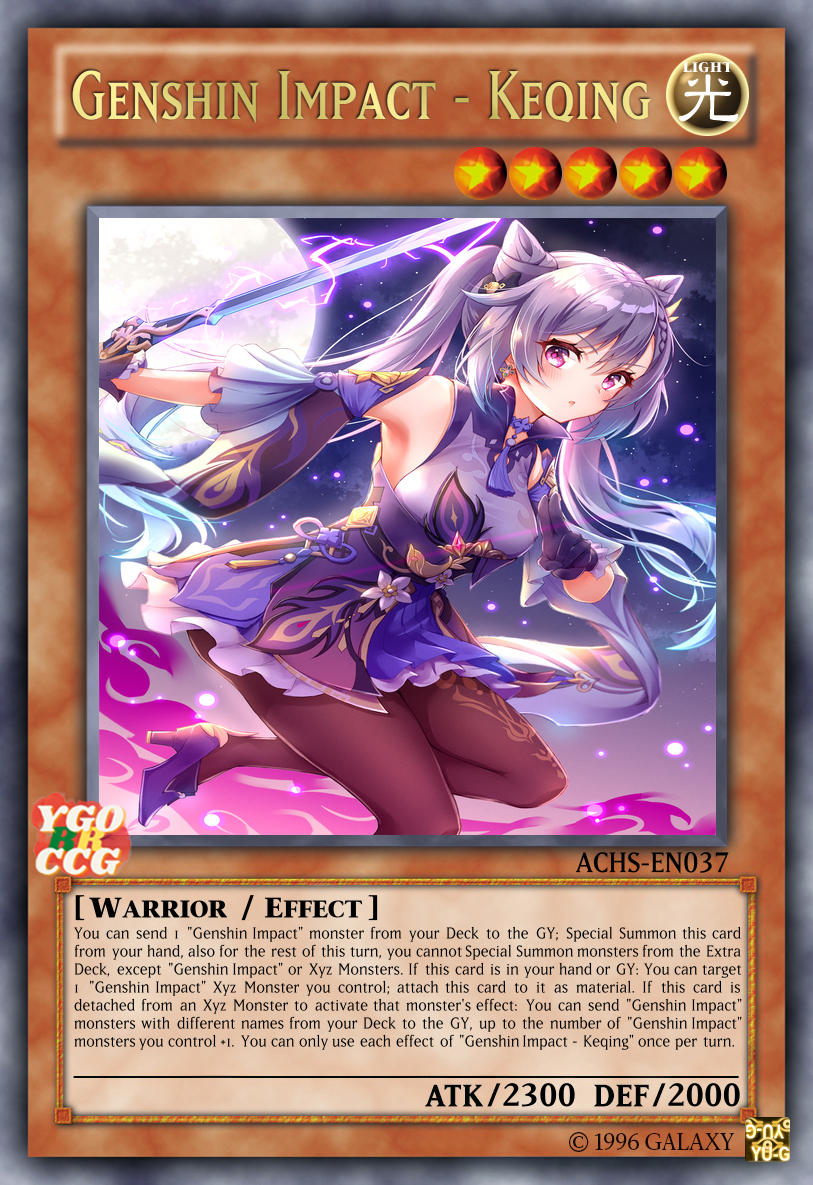 GENSHIN IMPACT - KEQING
LIGHT
光
YGO
RR
CCG
ACHS-EN037
[ WARRIOR / EFFECT ]
You can send 1 "Genshin Impact" monster from your Deck to the GY; Special Summon this card
from your hand, also for the rest of this turn, you cannot Special Summon monsters from the Extra
Deck, except "Genshin Impact" or Xyz Monsters. If this card is in your hand or GY: You can target
1 "Genshin Impact" Xyz Monster you control; attach this card to it as material. If this card is
detached from an Xyz Monster to activate that monster's effect: You can send "Genshin Impact"
monsters with different names from your Deck to the GY, up to the number of "Genshin Impact"
monsters you control +1. You can only use each effect of "Genshin Impact - Keqing" once per turn.
ATK/2300 DEF/2000
© 1996 GALAXY